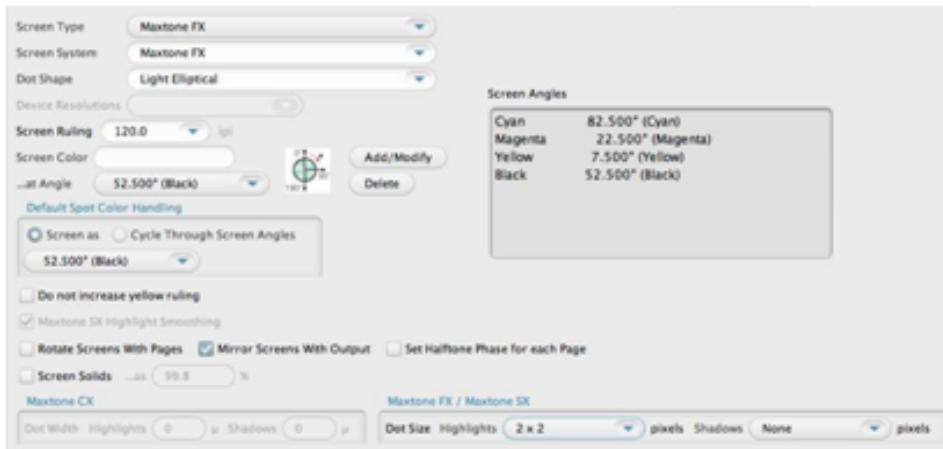 Screen Type Maxtone FX
Screen System Maxtone FX
Dot Shape Light Elliptical
Device Resolutions
Screen Ruling 120.0 lpi
Screen Color Add/Modify
...at Angle 52.500° (Black) Delete
Default Spot Color Handling
Screen as Cycle Through Screen Angles
52.500° (Black)
Screen Angles
Cyan 82.500° (Cyan)
Magenta 22.500° (Magenta)
Yellow 7.500° (Yellow)
Black 52.500° (Black)
Do not increase yellow ruling
Maxtone SX Highlight Smoothing
Rotate Screens With Pages Mirror Screens With Output Set Halftone Phase for each Page
Screen Solids ...as 99.8 %
Maxtone CX
Dot Width Highlights 0 μ Shadows 0 μ
Maxtone FX / Maxtone SX
Dot Size Highlights 2 x 2 pixels Shadows None pixels